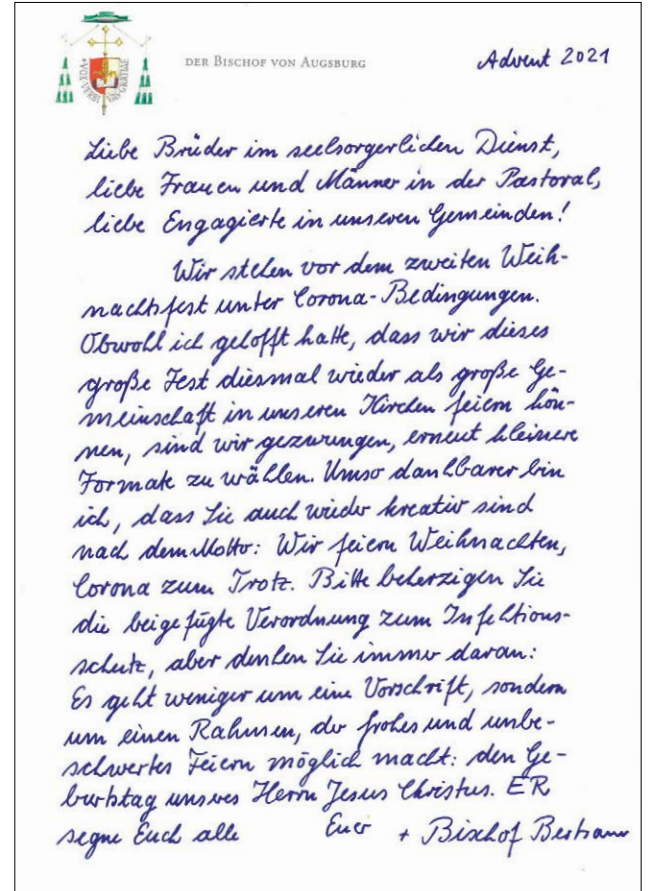 VOX VERBI VAS GRATIAE
DER BISCHOF VON AUGSBURG
Advent 2021
Liebe Brüder im seelsorgerlichen Dienst,
liebe Frauen und Männer in der Pastoral,
liebe Engagierte in unseren Gemeinden!
Wir stehen vor dem zweiten Weih-
nachtsfest unter Corona-Bedingungen.
Obwohl ich gehofft hatte, dass wir dieses
große Fest diesmal wieder als große Ge-
meinschaft in unseren Kirchen feiern kön-
nen, sind wir gezwungen, erneut kleinere
Formate zu wählen. Umso dankbarer bin
ich, dass Sie auch wieder kreativ sind
nach dem Motto: Wir feiern Weihnachten,
Corona zum Trotz. Bitte beherzigen Sie
die beigefügte Verordnung zum Infektions-
schutz, aber denken Sie immer daran:
Es geht weniger um eine Vorschrift, sondern
um einen Rahmen, der frohes und unbe-
schwertes Feiern möglich macht: den Ge-
burtstag unseres Herrn Jesus Christus. ER
segne Euch alle Euer + Bischof Bertram